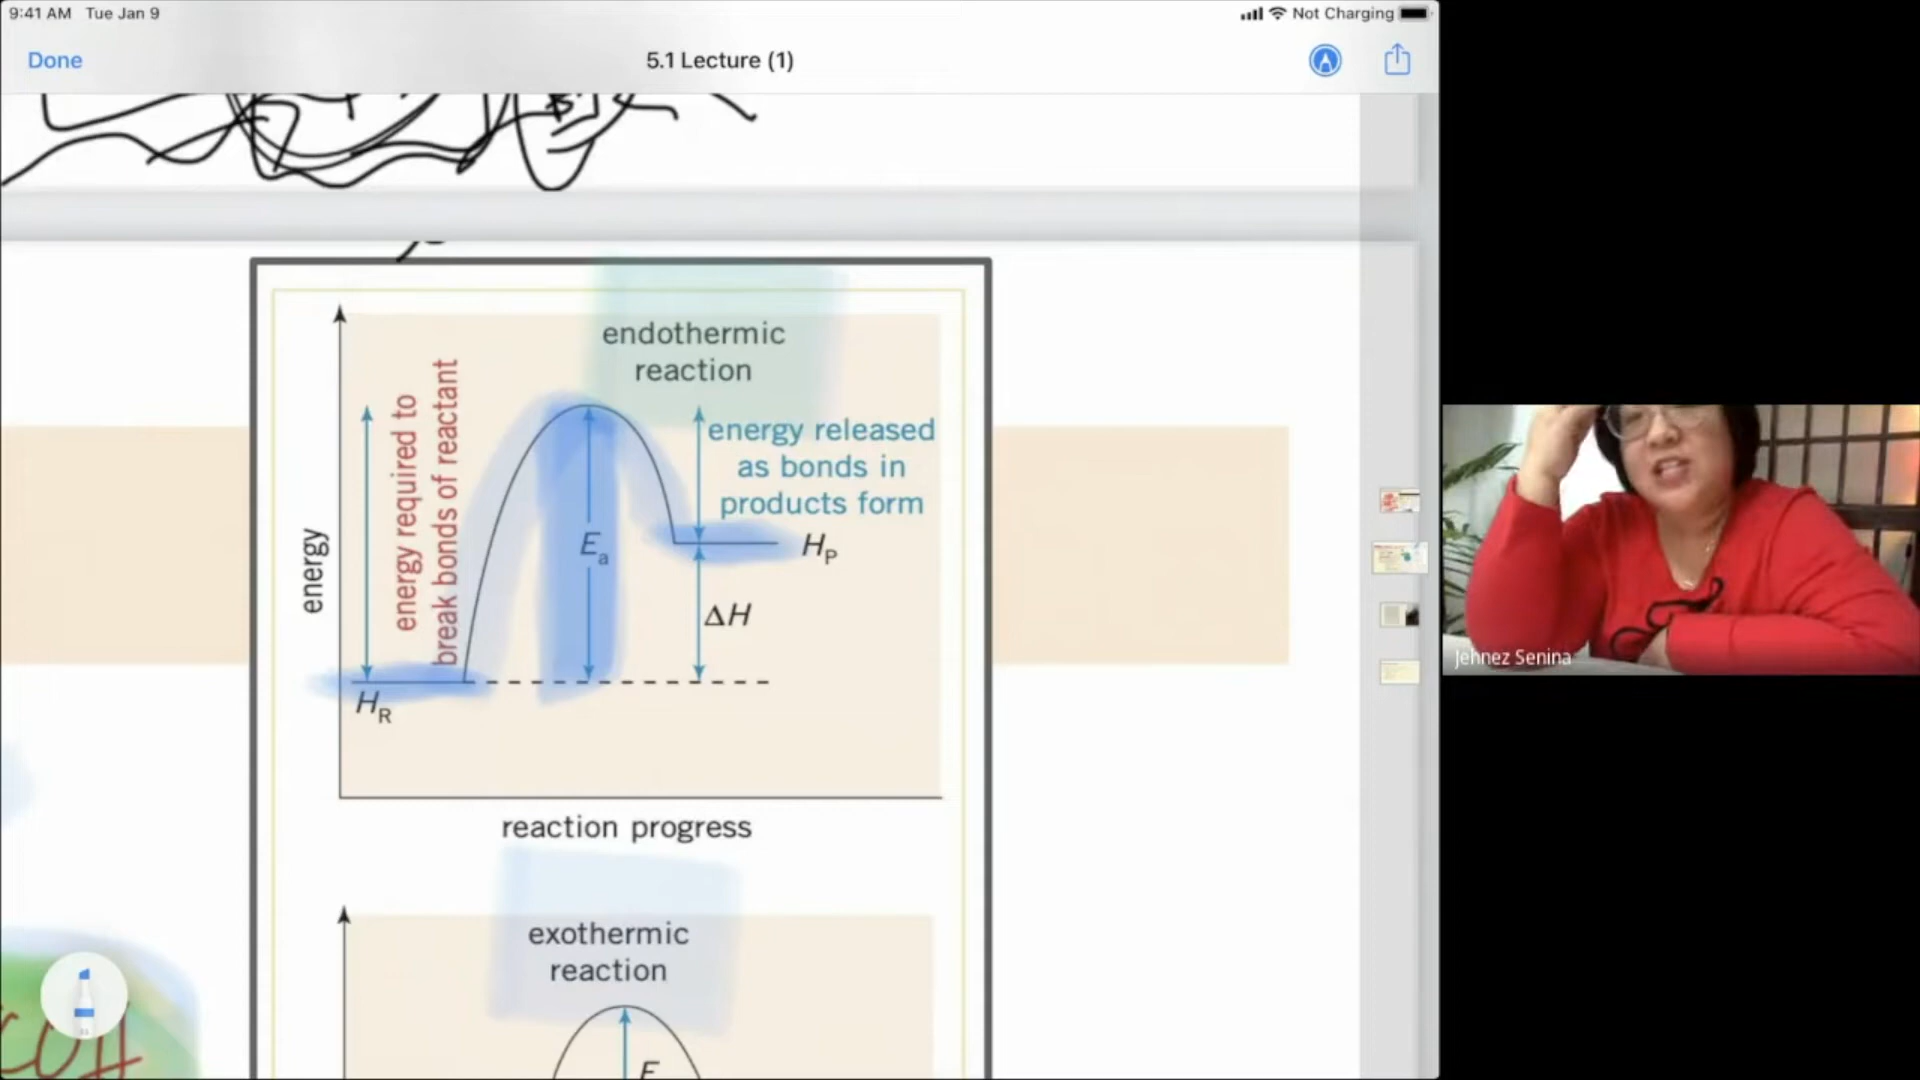 9:41 AM Tue Jan 9
Not Charging
Done
5.1 Lecture (1)
endothermic
reaction
energy required to
break bonds of reactant
energy released
as bonds in
products form
energy
Ea
HP
ΔH
HR
reaction progress
exothermic
reaction
E
Jehnez Senina